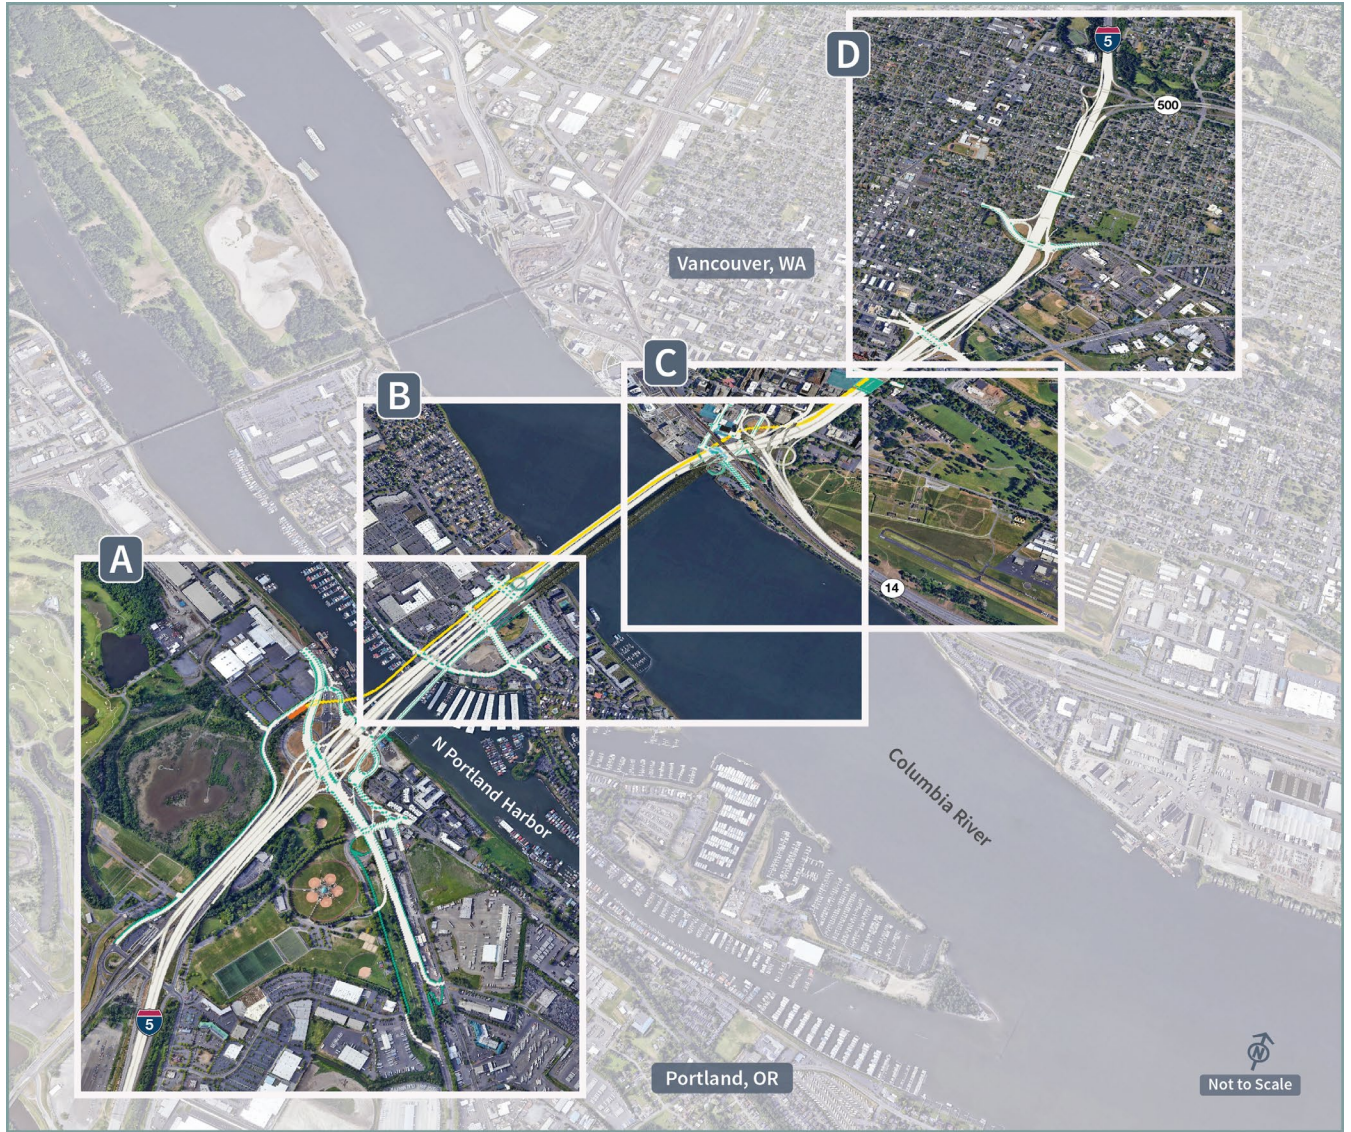 D
5
500
Vancouver, WA
C
B
A
14
N Portland Harbor
Columbia River
5
Portland, OR
N
Not to Scale